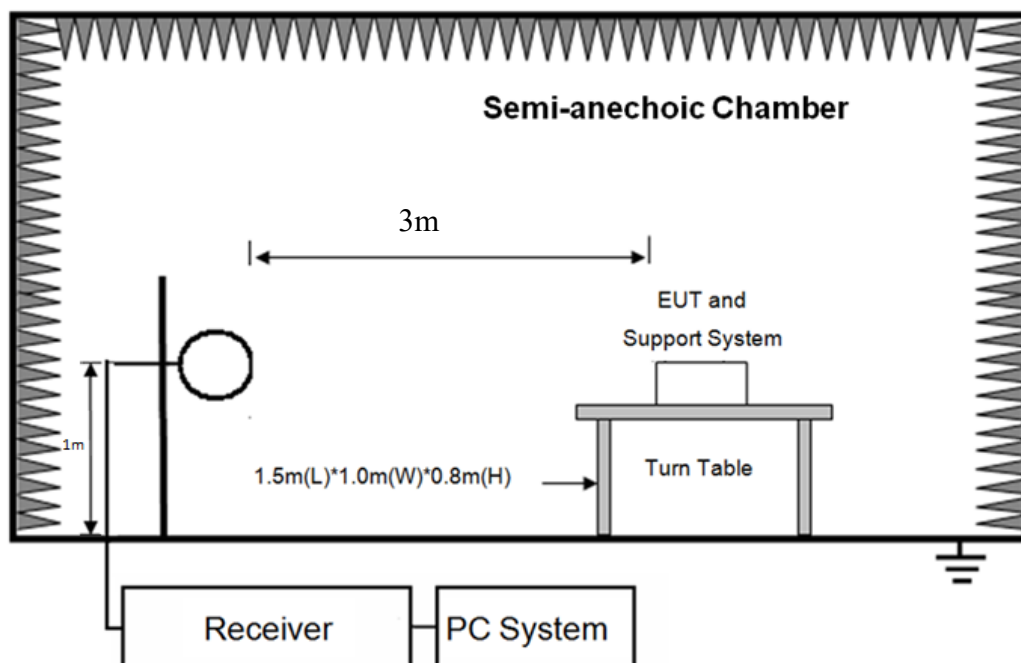 Semi-anechoic Chamber
3m
EUT and
Support System
1m
1.5m(L)*1.0m(W)*0.8m(H)
Turn Table
Receiver
PC System